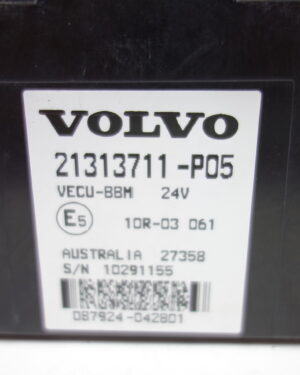 VOLVO
21313711-P05
VECU-BBM 24V
E5 10R-03 061
AUSTRALIA 27358
S/N 10291155
087924-042801